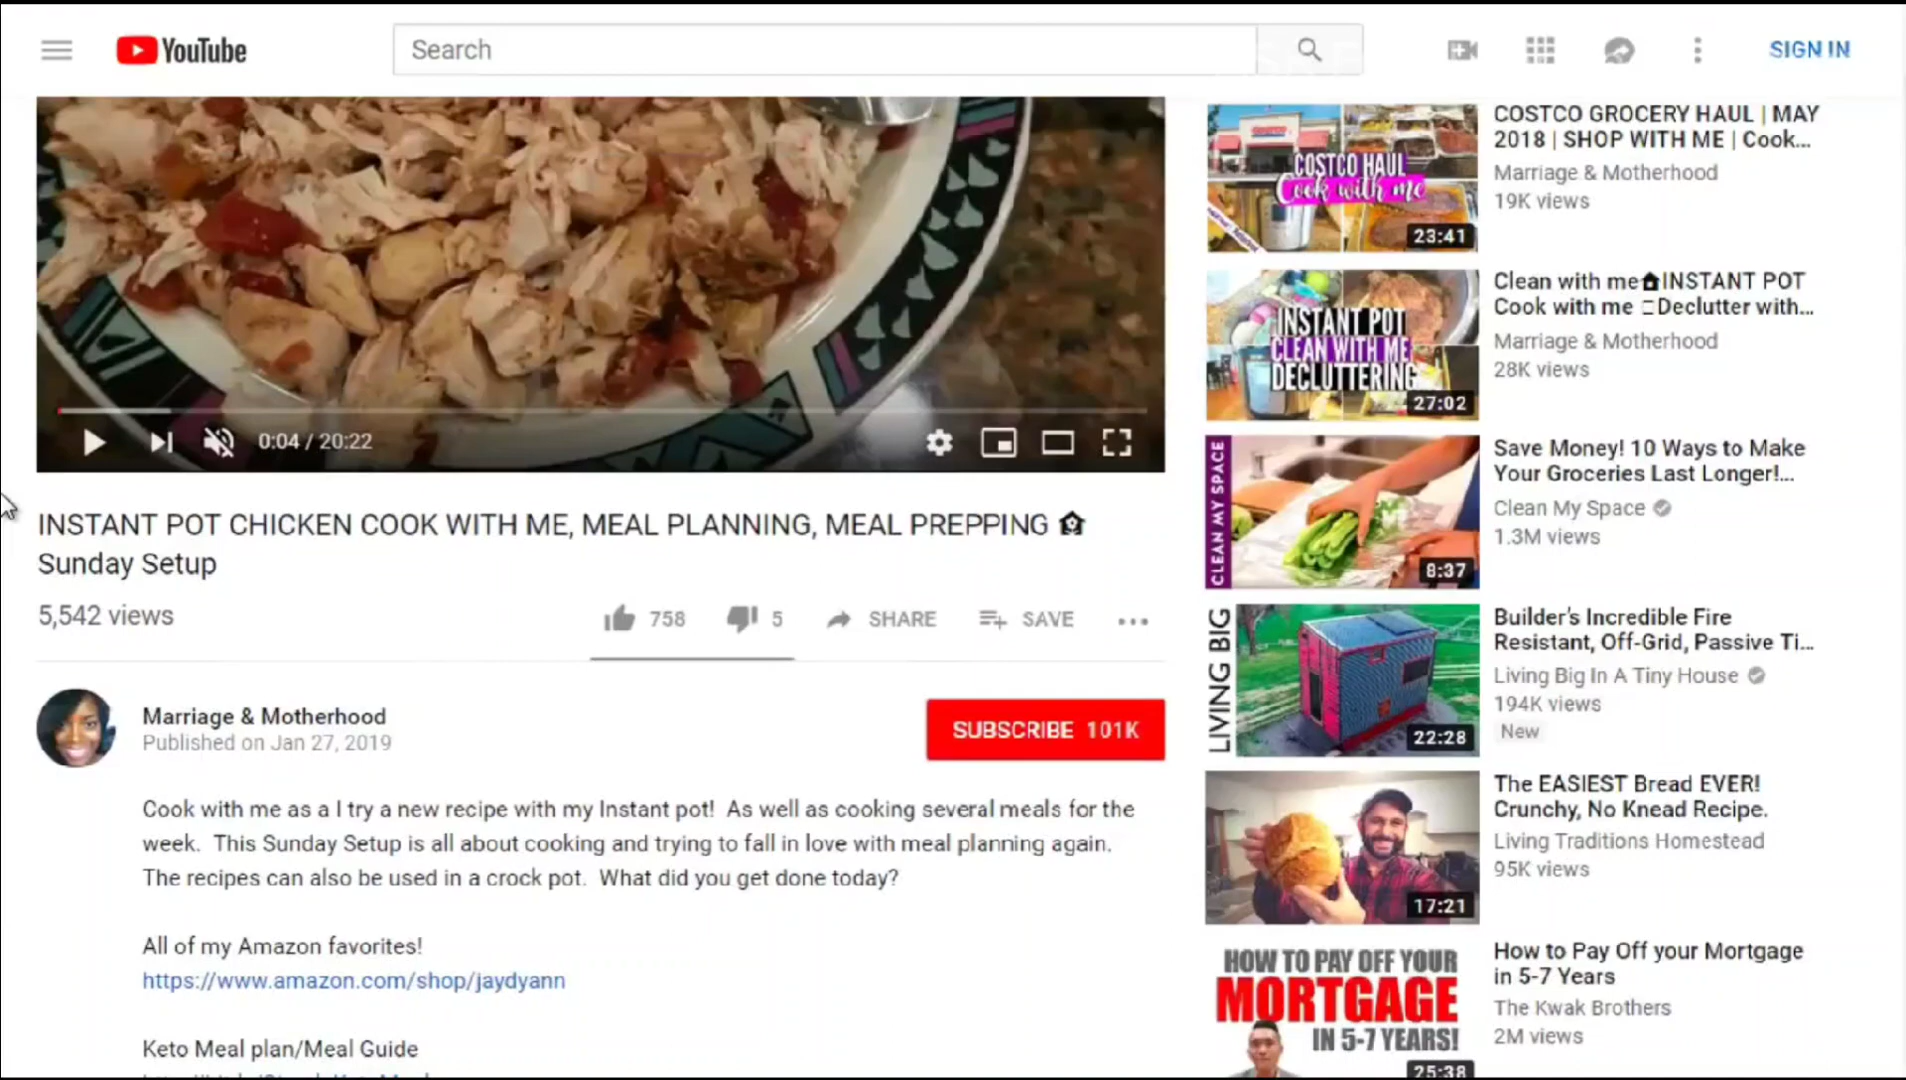 YouTube
Search
SIGN IN
0:04 / 20:22
INSTANT POT CHICKEN COOK WITH ME, MEAL PLANNING, MEAL PREPPING
Sunday Setup
5,542 views
758
5
SHARE
SAVE
Marriage & Motherhood
Published on Jan 27, 2019
SUBSCRIBE 101K
Cook with me as a I try a new recipe with my Instant pot! As well as cooking several meals for the
week. This Sunday Setup is all about cooking and trying to fall in love with meal planning again.
The recipes can also be used in a crock pot. What did you get done today?
All of my Amazon favorites!
https://www.amazon.com/shop/jaydyann
Keto Meal plan/Meal Guide
COSTCO HAUL
Cook with me
23:41
COSTCO GROCERY HAUL | MAY
2018 | SHOP WITH ME | Cook...
Marriage & Motherhood
19K views
INSTANT POT
CLEAN WITH ME
DECLUTTERING
27:02
Clean with me INSTANT POT
Cook with me Declutter with...
Marriage & Motherhood
28K views
CLEAN MY SPACE
8:37
Save Money! 10 Ways to Make
Your Groceries Last Longer!...
Clean My Space
1.3M views
LIVING BIG
22:28
Builder's Incredible Fire
Resistant, Off-Grid, Passive Ti...
Living Big In A Tiny House
194K views
New
17:21
The EASIEST Bread EVER!
Crunchy, No Knead Recipe.
Living Traditions Homestead
95K views
HOW TO PAY OFF YOUR
MORTGAGE
IN 5-7 YEARS!
25:38
How to Pay Off your Mortgage
in 5-7 Years
The Kwak Brothers
2M views